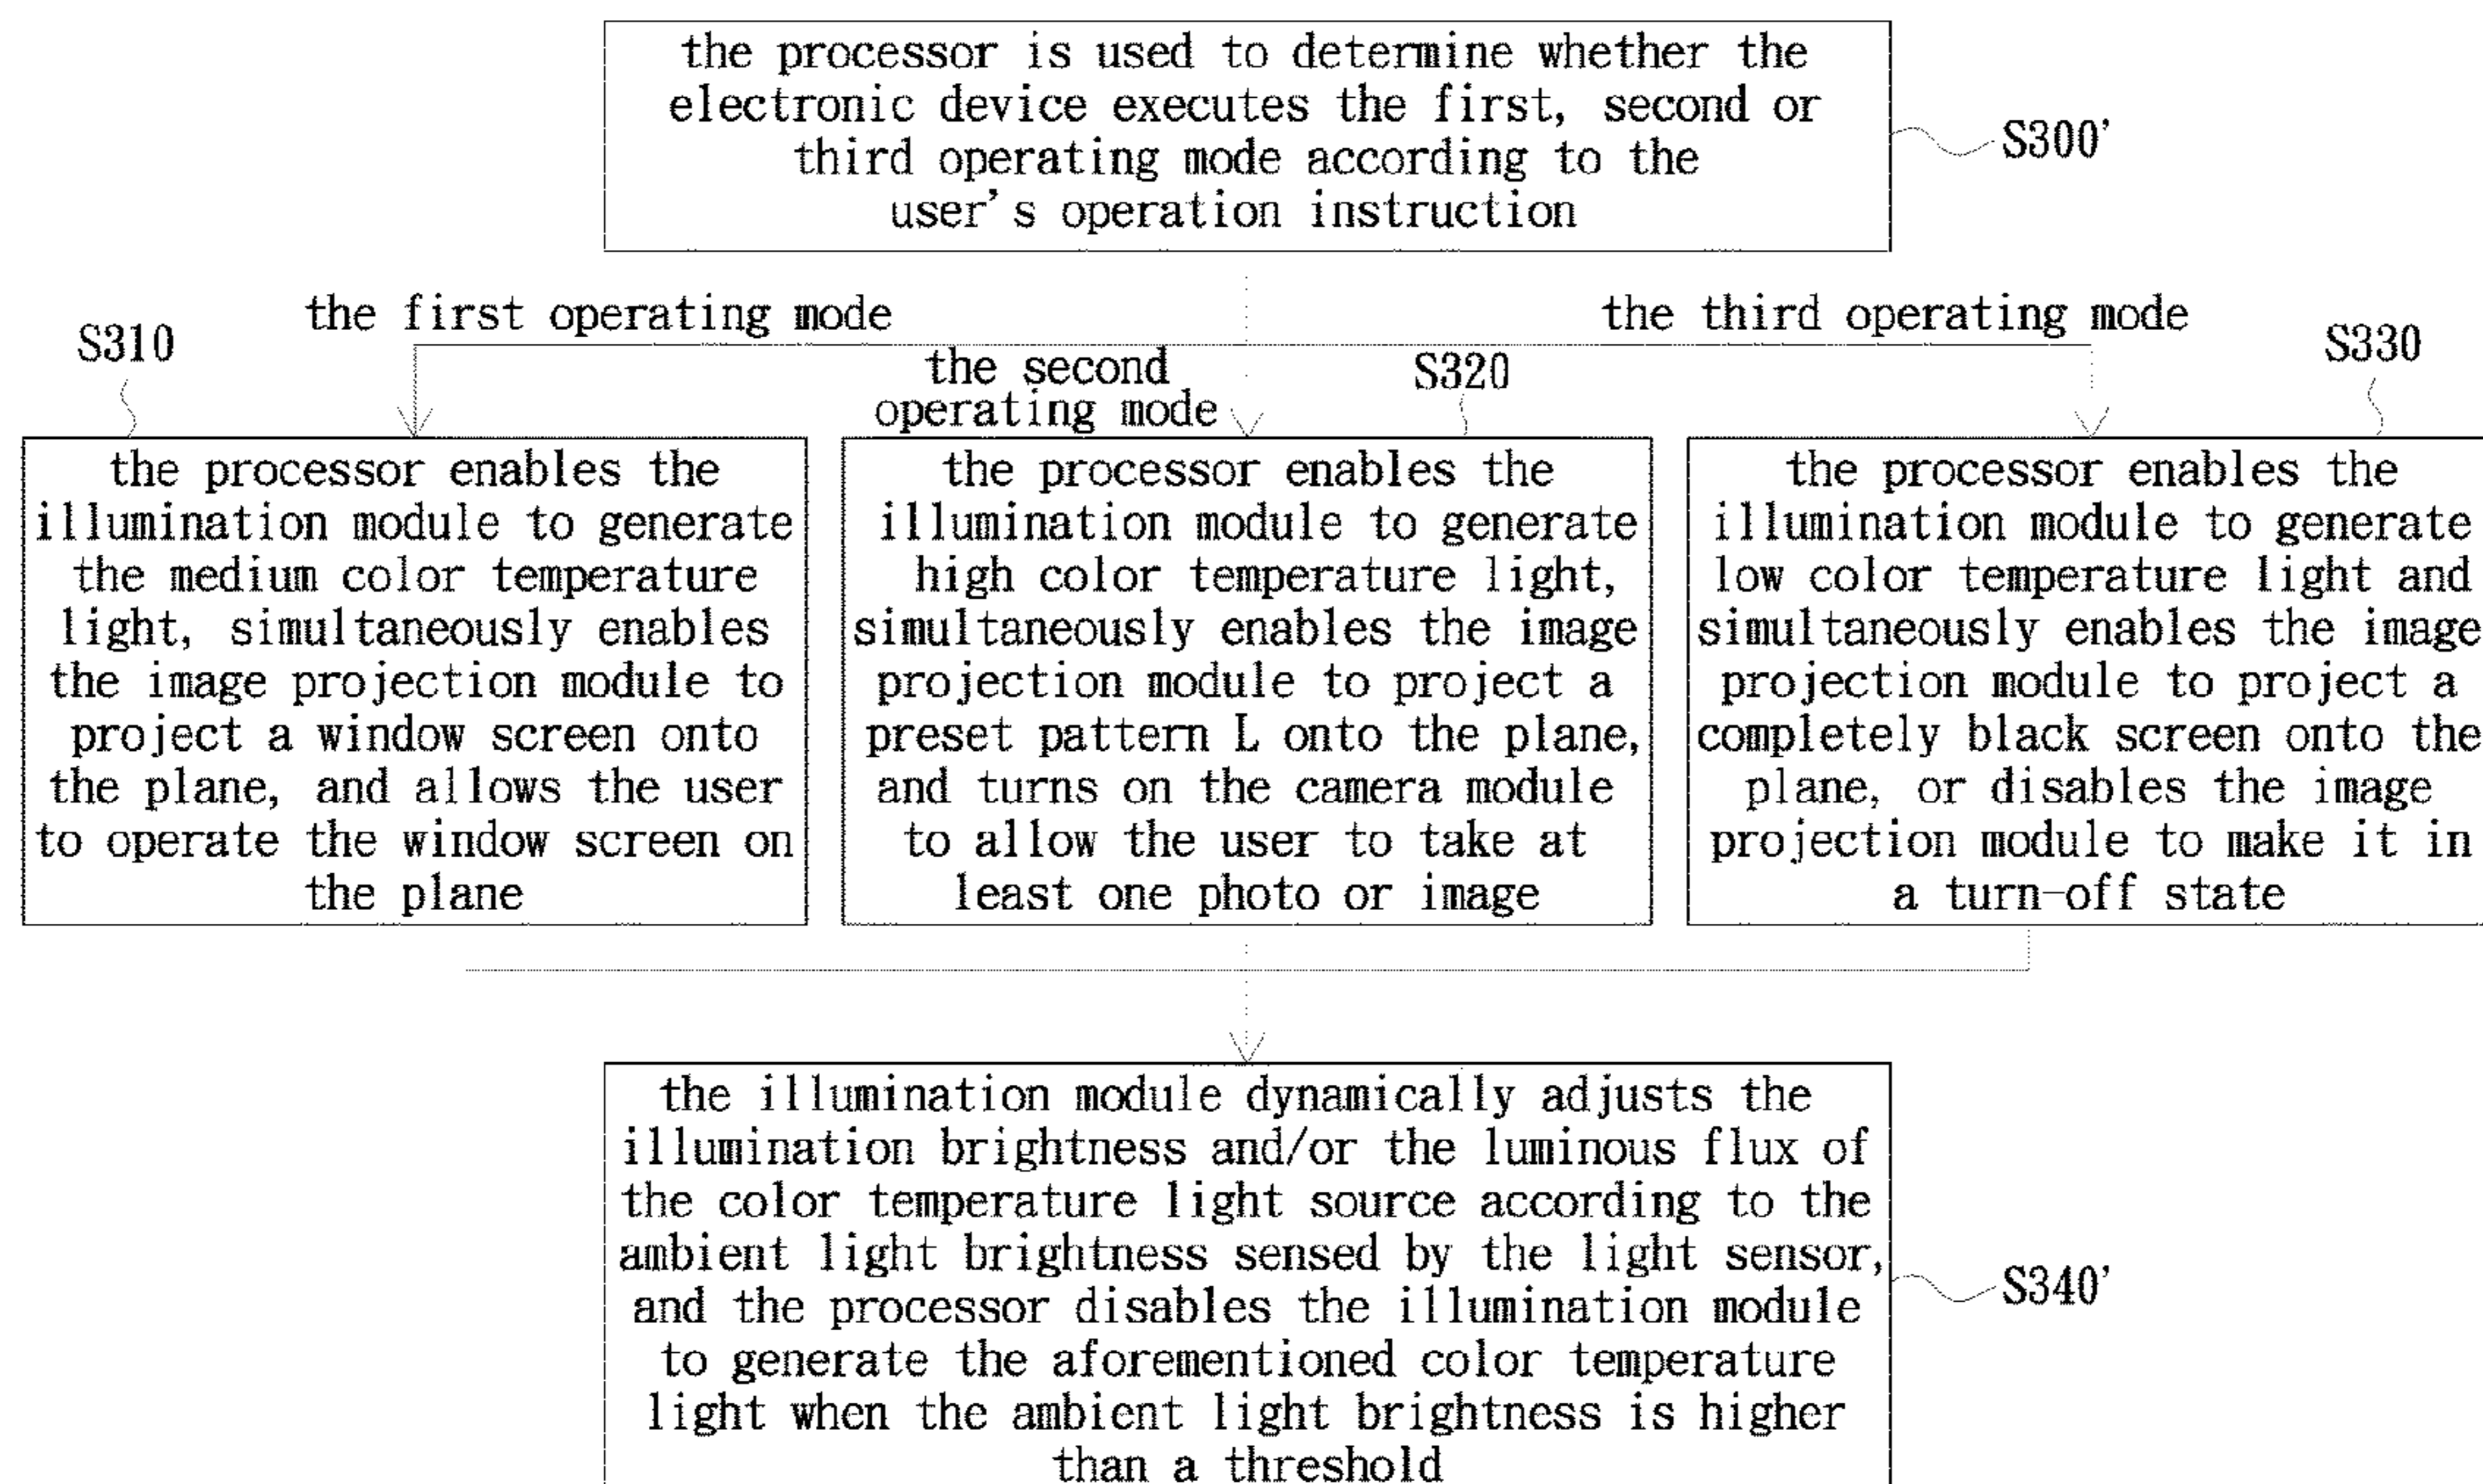 the processor is used to determine whether the
electronic device executes the first, second or
third operating mode according to the
user's operation instruction
S300'
the first operating mode
the third operating mode
S310
the second
operating mode
S320
S330
the processor enables the
illumination module to generate
the medium color temperature
light, simultaneously enables
the image projection module to
project a window screen onto
the plane, and allows the user
to operate the window screen on
the plane
the processor enables the
illumination module to generate
high color temperature light,
simultaneously enables the image
projection module to project a
preset pattern L onto the plane,
and turns on the camera module
to allow the user to take at
least one photo or image
the processor enables the
illumination module to generate
low color temperature light and
simultaneously enables the image
projection module to project a
completely black screen onto the
plane, or disables the image
projection module to make it in
a turn-off state
the illumination module dynamically adjusts the
illumination brightness and/or the luminous flux of
the color temperature light source according to the
ambient light brightness sensed by the light sensor,
and the processor disables the illumination module
to generate the aforementioned color temperature
light when the ambient light brightness is higher
than a threshold
S340'